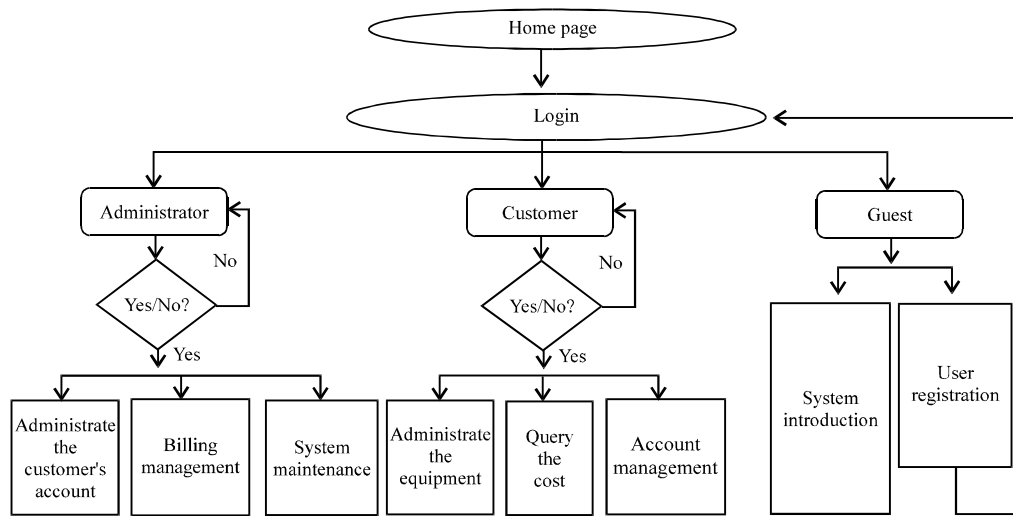 Home page
Login
Administrator
Customer
Guest
No
No
Yes/No?
Yes/No?
Yes
Yes
Administrate
the
customer's
account
Billing
management
System
maintenance
Administrate
the
equipment
Query
the
cost
Account
management
System
introduction
User
registration